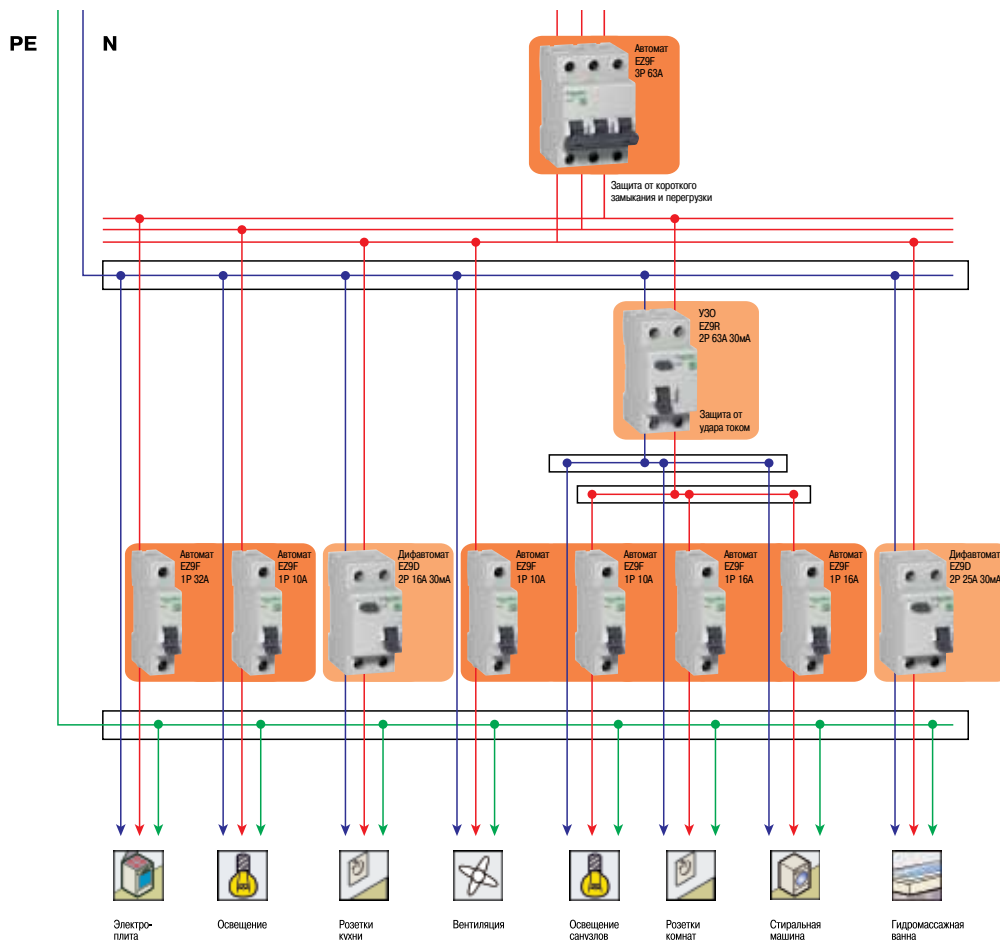 PE
N
Автомат
EZ9F
3P 63A
Защита от короткого
замыкания и перегрузки
УЗО
EZ9R
2P 63A 30мА
Защита от
удара током
Автомат
EZ9F
1P 32A
Автомат
EZ9F
1P 10A
Дифавтомат
EZ9D
2P 16A 30мА
Автомат
EZ9F
1P 10A
Автомат
EZ9F
1P 10A
Автомат
EZ9F
1P 16A
Автомат
EZ9F
1P 16A
Дифавтомат
EZ9D
2P 25A 30мА
Электро-
плита
Освещение
Розетки
кухни
Вентиляция
Освещение
санузлов
Розетки
комнат
Стиральная
машина
Гидромассажная
ванна